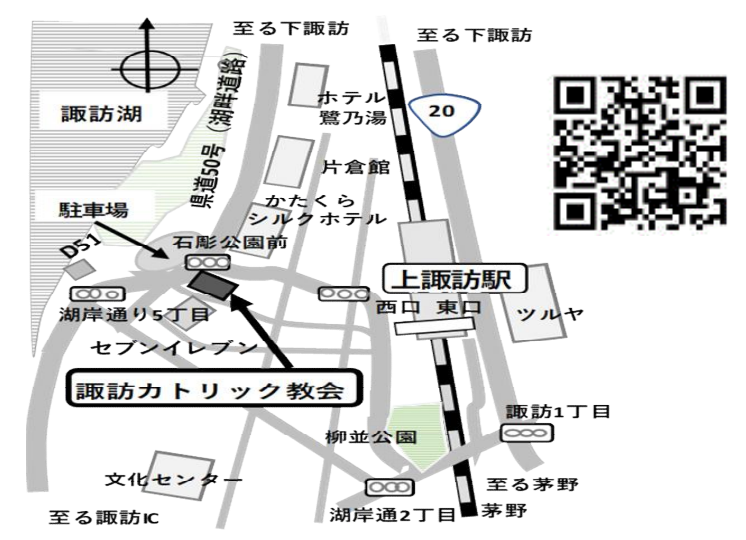 至る下諏訪
至る下諏訪
諏訪湖
県道50号（湖畔道路）
ホテル
鷺乃湯
20
片倉館
駐車場
かたくら
シルクホテル
DS1
石彫公園前
上諏訪駅
西口 東口
ツルヤ
湖岸通り5丁目
セブンイレブン
諏訪カトリック教会
諏訪1丁目
柳並公園
文化センター
至る茅野
至る諏訪IC
湖岸通2丁目
茅野